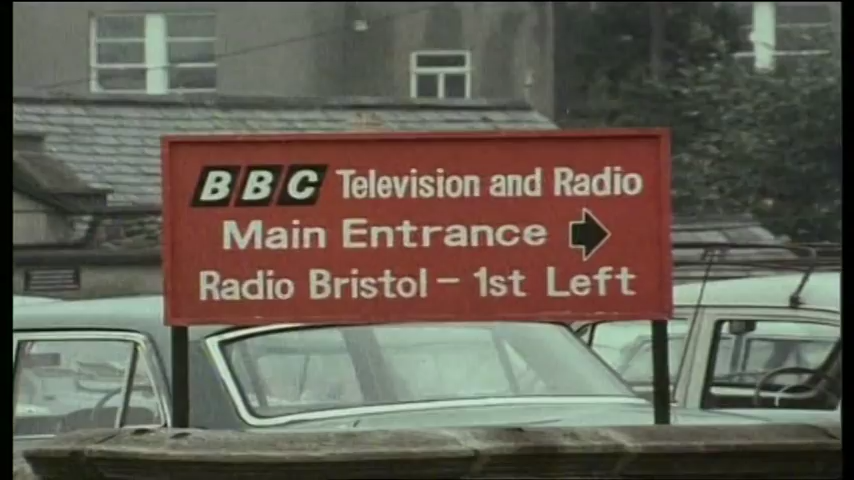 BBC Television and Radio
Main Entrance
Radio Bristol – 1st Left